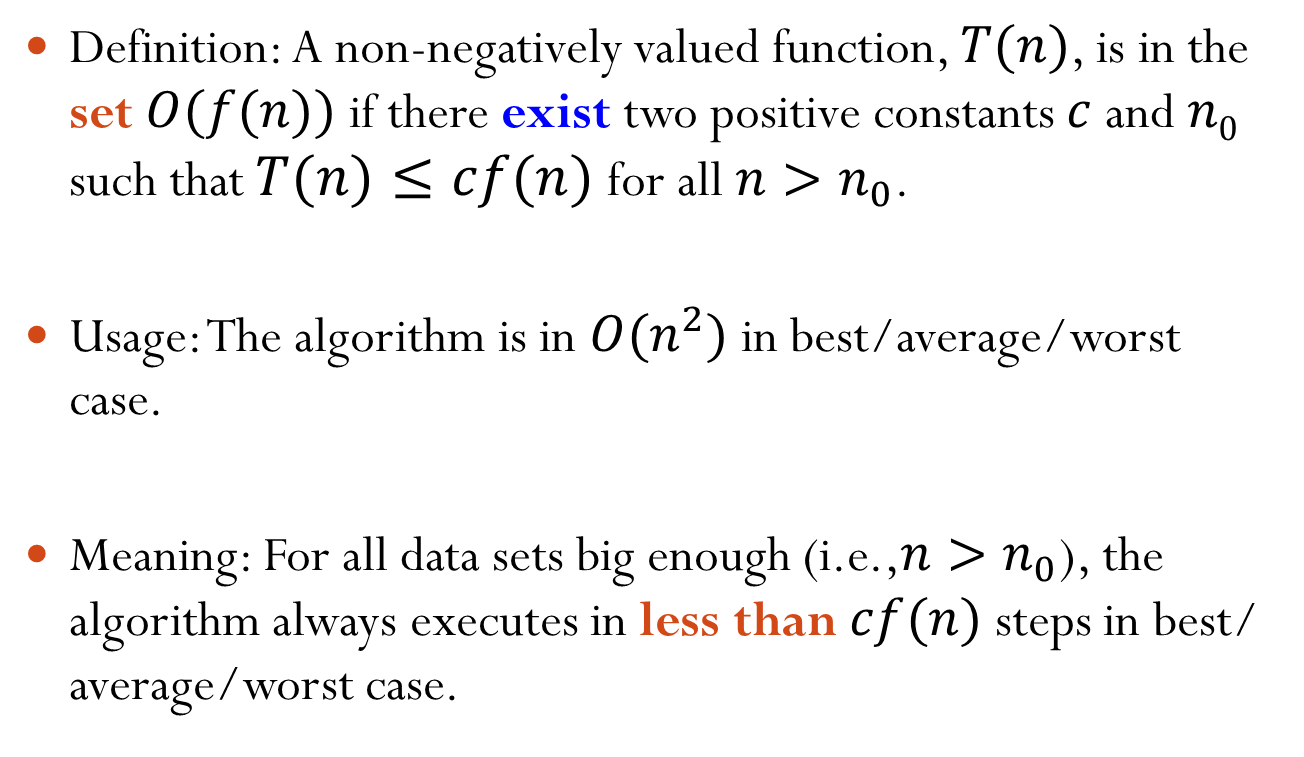 • Definition: A non-negatively valued function, T(n), is in the
set O(f(n)) if there exist two positive constants c and n₀
such that T(n) ≤ cf(n) for all n > n₀.
• Usage: The algorithm is in O(n²) in best/average/worst
case.
• Meaning: For all data sets big enough (i.e.,n > n₀), the
algorithm always executes in less than cf(n) steps in best/
average/worst case.